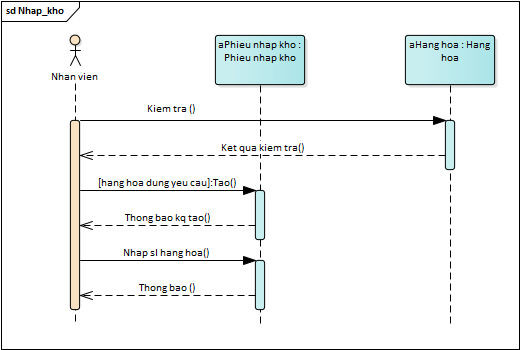 sd Nhap_kho
aPhieu nhap kho :
Phieu nhap kho
aHang hoa : Hang
hoa
Nhan vien
Kiem tra ()
Ket qua kiem tra()
[hang hoa dung yeu cau]:Tao()
Thong bao kq tao()
Nhap sl hang hoa()
Thong bao ()